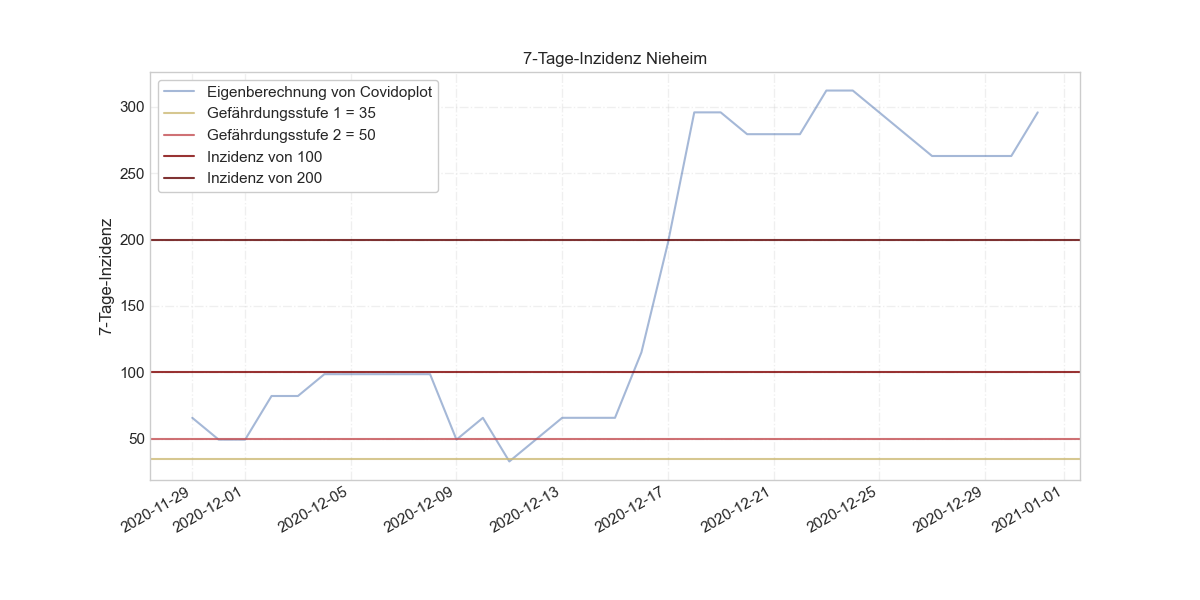 7-Tage-Inzidenz Nieheim
Eigenberechnung von Covidoplot
Gefährdungsstufe 1 = 35
Gefährdungsstufe 2 = 50
Inzidenz von 100
Inzidenz von 200
7-Tage-Inzidenz
300
250
200
150
100
50
2020-11-29
2020-12-01
2020-12-05
2020-12-09
2020-12-13
2020-12-17
2020-12-21
2020-12-25
2020-12-29
2021-01-01